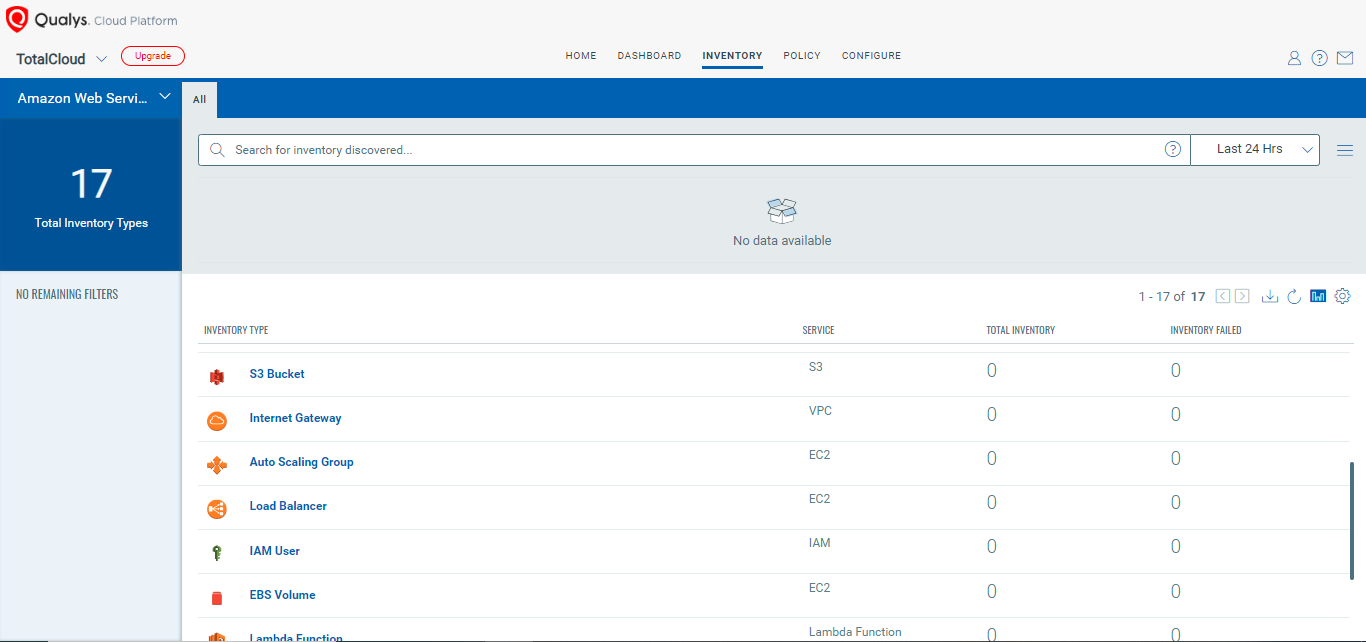 Qualys. Cloud Platform
TotalCloud Upgrade
HOME DASHBOARD INVENTORY POLICY CONFIGURE
?
Amazon Web Servi... All
17
Total Inventory Types
Search for inventory discovered... ? Last 24 Hrs
No data available
NO REMAINING FILTERS
1 - 17 of 17
INVENTORY TYPE SERVICE TOTAL INVENTORY INVENTORY FAILED
S3 Bucket S3 0 0
Internet Gateway VPC 0 0
Auto Scaling Group EC2 0 0
Load Balancer EC2 0 0
IAM User IAM 0 0
EBS Volume EC2 0 0
Lambda Function Lambda Function 0 0